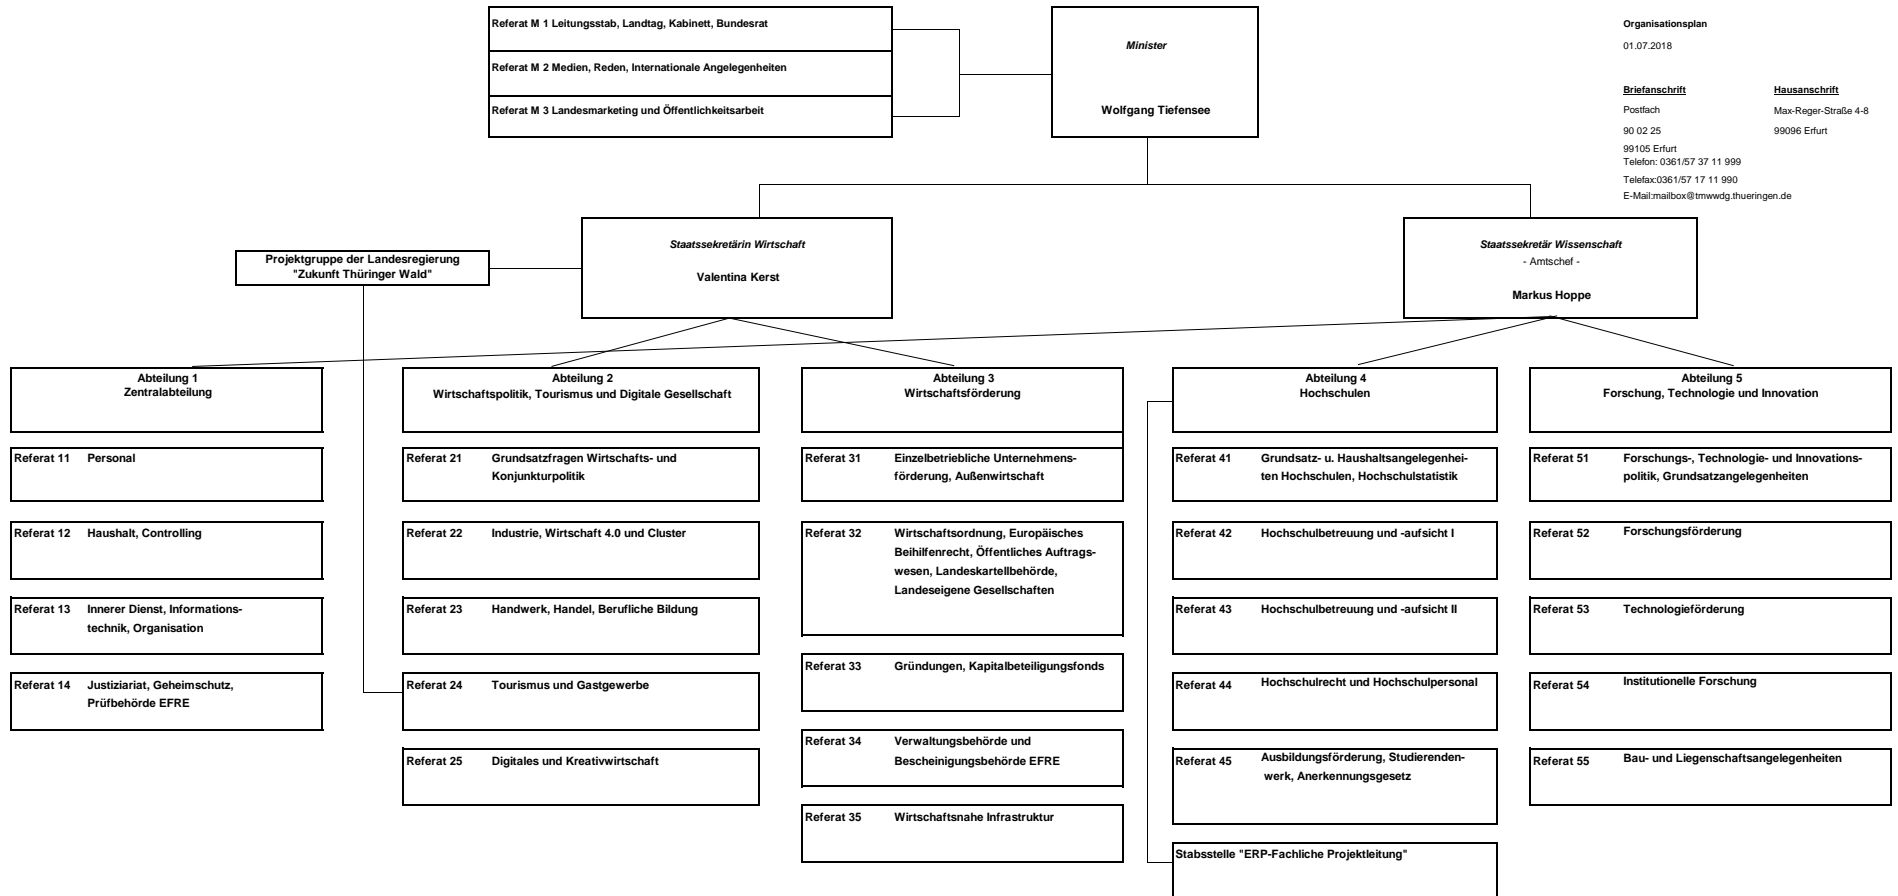 Referat M 1 Leitungsstab, Landtag, Kabinett, Bundesrat
Referat M 2 Medien, Reden, Internationale Angelegenheiten
Referat M 3 Landesmarketing und Öffentlichkeitsarbeit
Minister
Wolfgang Tiefensee
Organisationsplan
01.07.2018
Briefanschrift
Postfach
90 02 25
99105 Erfurt
Telefon: 0361/57 37 11 999
Telefax:0361/57 17 11 990
E-Mail:mailbox@tmwwdg.thueringen.de
Hausanschrift
Max-Reger-Straße 4-8
99096 Erfurt
Projektgruppe der Landesregierung
"Zukunft Thüringer Wald"
Staatssekretärin Wirtschaft
Valentina Kerst
Staatssekretär Wissenschaft
- Amtschef -
Markus Hoppe
Abteilung 1
Zentralabteilung
Referat 11 Personal
Referat 12 Haushalt, Controlling
Referat 13 Innerer Dienst, Informations-
technik, Organisation
Referat 14 Justiziariat, Geheimschutz,
Prüfbehörde EFRE
Abteilung 2
Wirtschaftspolitik, Tourismus und Digitale Gesellschaft
Referat 21 Grundsatzfragen Wirtschafts- und
Konjunkturpolitik
Referat 22 Industrie, Wirtschaft 4.0 und Cluster
Referat 23 Handwerk, Handel, Berufliche Bildung
Referat 24 Tourismus und Gastgewerbe
Referat 25 Digitales und Kreativwirtschaft
Abteilung 3
Wirtschaftsförderung
Referat 31 Einzelbetriebliche Unternehmens-
förderung, Außenwirtschaft
Referat 32 Wirtschaftsordnung, Europäisches
Beihilfenrecht, Öffentliches Auftrags-
wesen, Landeskartellbehörde,
Landeseigene Gesellschaften
Referat 33 Gründungen, Kapitalbeteiligungsfonds
Referat 34 Verwaltungsbehörde und
Bescheinigungsbehörde EFRE
Referat 35 Wirtschaftsnahe Infrastruktur
Abteilung 4
Hochschulen
Referat 41 Grundsatz- u. Haushaltsangelegenhei-
ten Hochschulen, Hochschulstatistik
Referat 42 Hochschulbetreuung und -aufsicht I
Referat 43 Hochschulbetreuung und -aufsicht II
Referat 44 Hochschulrecht und Hochschulpersonal
Referat 45 Ausbildungsförderung, Studierenden-
werk, Anerkennungsgesetz
Stabsstelle "ERP-Fachliche Projektleitung"
Abteilung 5
Forschung, Technologie und Innovation
Referat 51 Forschungs-, Technologie- und Innovations-
politik, Grundsatzangelegenheiten
Referat 52 Forschungsförderung
Referat 53 Technologieförderung
Referat 54 Institutionelle Forschung
Referat 55 Bau- und Liegenschaftsangelegenheiten